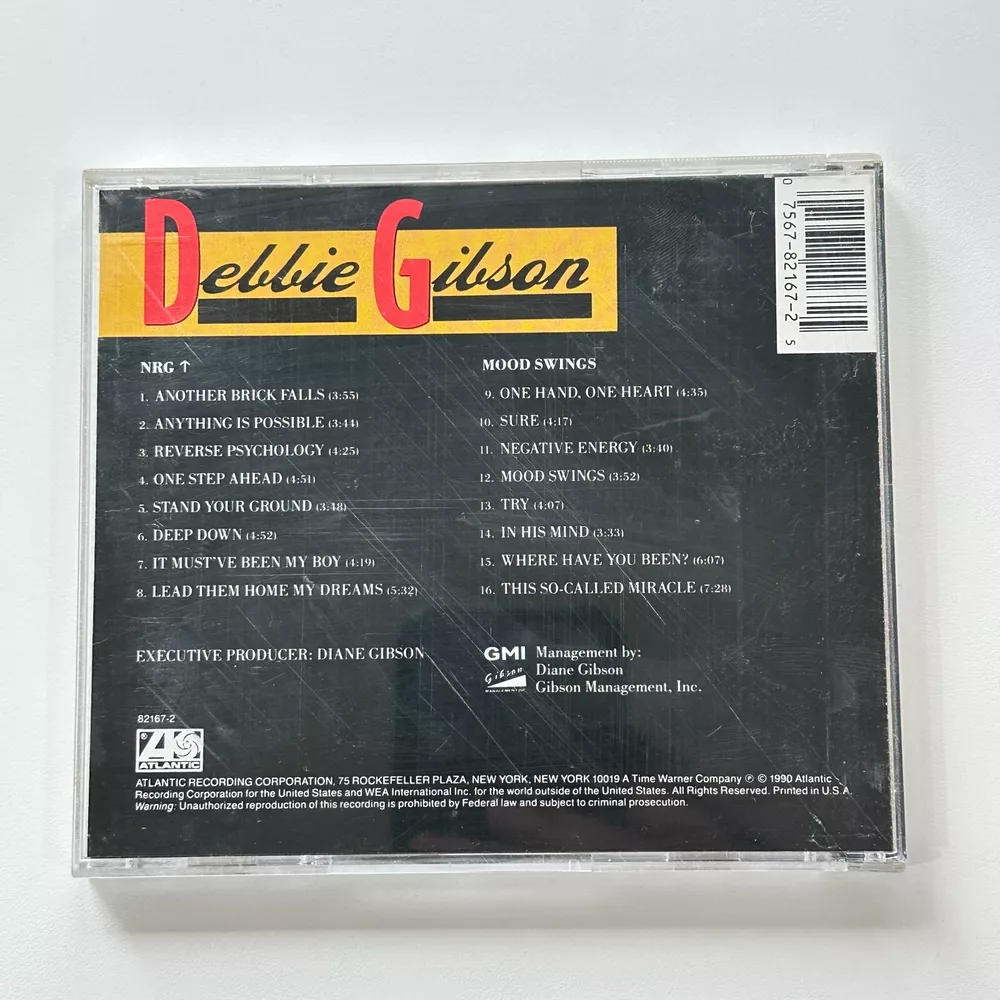 Debbie Gibson
0 7567-82167-2 5
NRG ↑
1. ANOTHER BRICK FALLS (3:55)
2. ANYTHING IS POSSIBLE (3:44)
3. REVERSE PSYCHOLOGY (4:25)
4. ONE STEP AHEAD (4:51)
5. STAND YOUR GROUND (3:48)
6. DEEP DOWN (4:52)
7. IT MUST'VE BEEN MY BOY (4:19)
8. LEAD THEM HOME MY DREAMS (5:32)
MOOD SWINGS
9. ONE HAND, ONE HEART (4:35)
10. SURE (4:17)
11. NEGATIVE ENERGY (3:40)
12. MOOD SWINGS (3:52)
13. TRY (4:07)
14. IN HIS MIND (3:33)
15. WHERE HAVE YOU BEEN? (6:07)
16. THIS SO-CALLED MIRACLE (7:28)
EXECUTIVE PRODUCER: DIANE GIBSON
GMI
Gibson
Management by:
Diane Gibson
Gibson Management, Inc.
82167-2
®
ATLANTIC
ATLANTIC RECORDING CORPORATION, 75 ROCKEFELLER PLAZA, NEW YORK, NEW YORK 10019 A Time Warner Company ℗ © 1990 Atlantic
Recording Corporation for the United States and WEA International Inc. for the world outside of the United States. All Rights Reserved. Printed in U.S.A.
Warning: Unauthorized reproduction of this recording is prohibited by Federal law and subject to criminal prosecution.